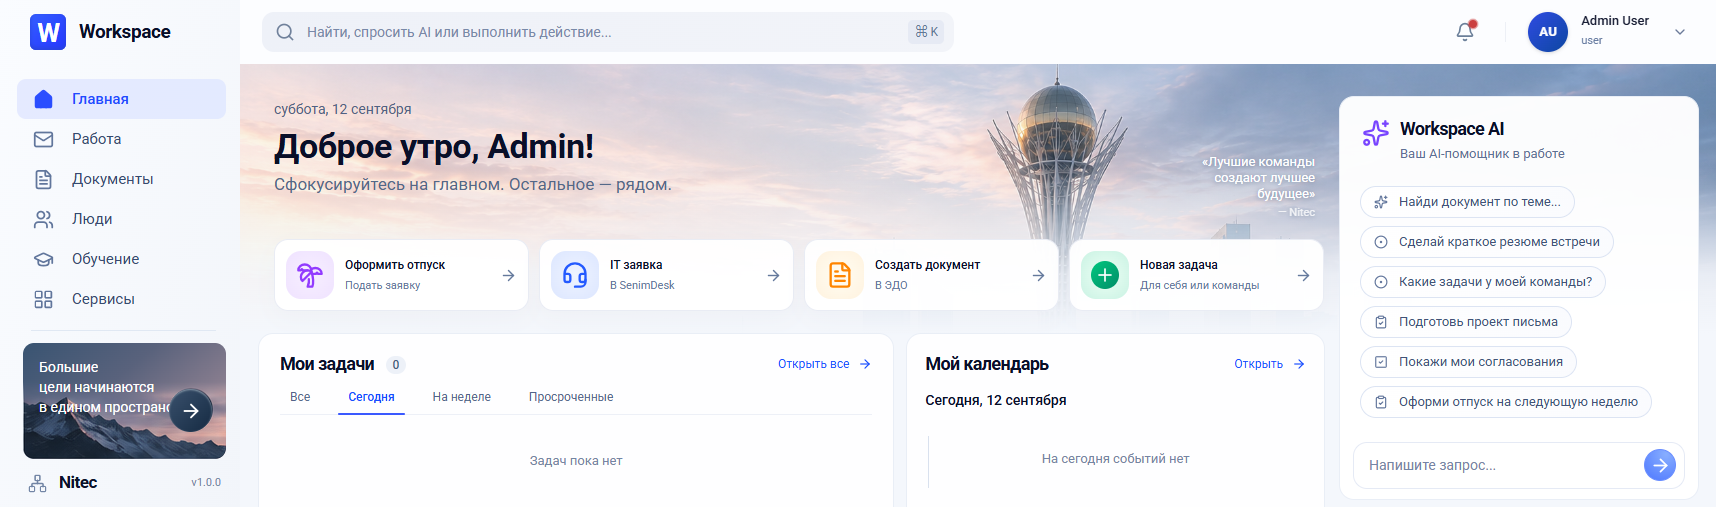 W Workspace
Найти, спросить AI или выполнить действие...
⌘ K
AU
Admin User
user
Главная
Работа
Документы
Люди
Обучение
Сервисы
Большие
цели начинаются
в едином простран
Nitec
v1.0.0
суббота, 12 сентября
Доброе утро, Admin!
Сфокусируйтесь на главном. Остальное — рядом.
«Лучшие команды
создают лучшее
будущее»
— Nitec
Оформить отпуск
Подать заявку
IT заявка
В SenimDesk
Создать документ
В ЭДО
Новая задача
Для себя или команды
Мои задачи 0
Открыть все
Все Сегодня На неделе Просроченные
Задач пока нет
Мой календарь
Открыть
Сегодня, 12 сентября
На сегодня событий нет
Workspace AI
Ваш AI-помощник в работе
Найди документ по теме...
Сделай краткое резюме встречи
Какие задачи у моей команды?
Подготовь проект письма
Покажи мои согласования
Оформи отпуск на следующую неделю
Напишите запрос...